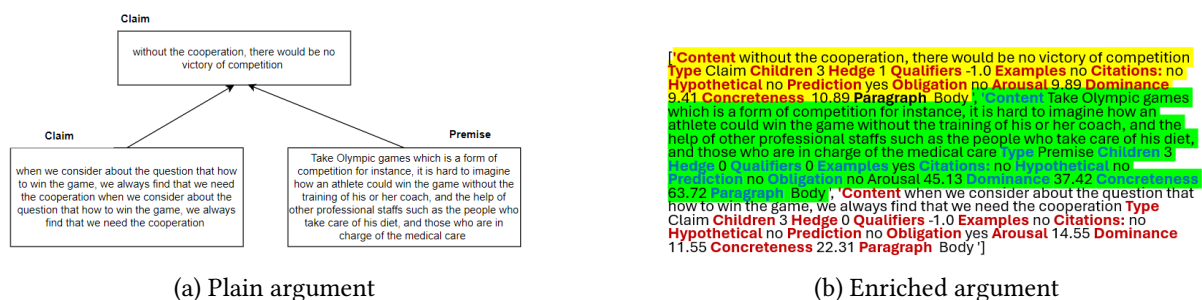 Claim
without the cooperation, there would be no
victory of competition
Claim
when we consider about the question that how
to win the game, we always find that we need
the cooperation when we consider about the
question that how to win the game, we always
find that we need the cooperation
Premise
Take Olympic games which is a form of
competition for instance, it is hard to imagine
how an athlete could win the game without the
training of his or her coach, and the help of
other professional staffs such as the people who
take care of his diet, and those who are in
charge of the medical care
(a) Plain argument
['Content without the cooperation, there would be no victory of competition
Type Claim Children 3 Hedge 1 Qualifiers -1.0 Examples no Citations: no
Hypothetical no Prediction yes Obligation no Arousal 9.89 Dominance
9.41 Concreteness 10.89 Paragraph Body ', 'Content Take Olympic games
which is a form of competition for instance, it is hard to imagine how an
athlete could win the game without the training of his or her coach, and the
help of other professional staffs such as the people who take care of his diet,
and those who are in charge of the medical care Type Premise Children 3
Hedge 0 Qualifiers 0 Examples yes Citations: no Hypothetical no
Prediction no Obligation no Arousal 45.13 Dominance 37.42 Concreteness
63.72 Paragraph Body ', 'Content when we consider about the question that
how to win the game, we always find that we need the cooperation Type
Claim Children 3 Hedge 0 Qualifiers -1.0 Examples no Citations: no
Hypothetical no Prediction no Obligation yes Arousal 14.55 Dominance
11.55 Concreteness 22.31 Paragraph Body ']
(b) Enriched argument